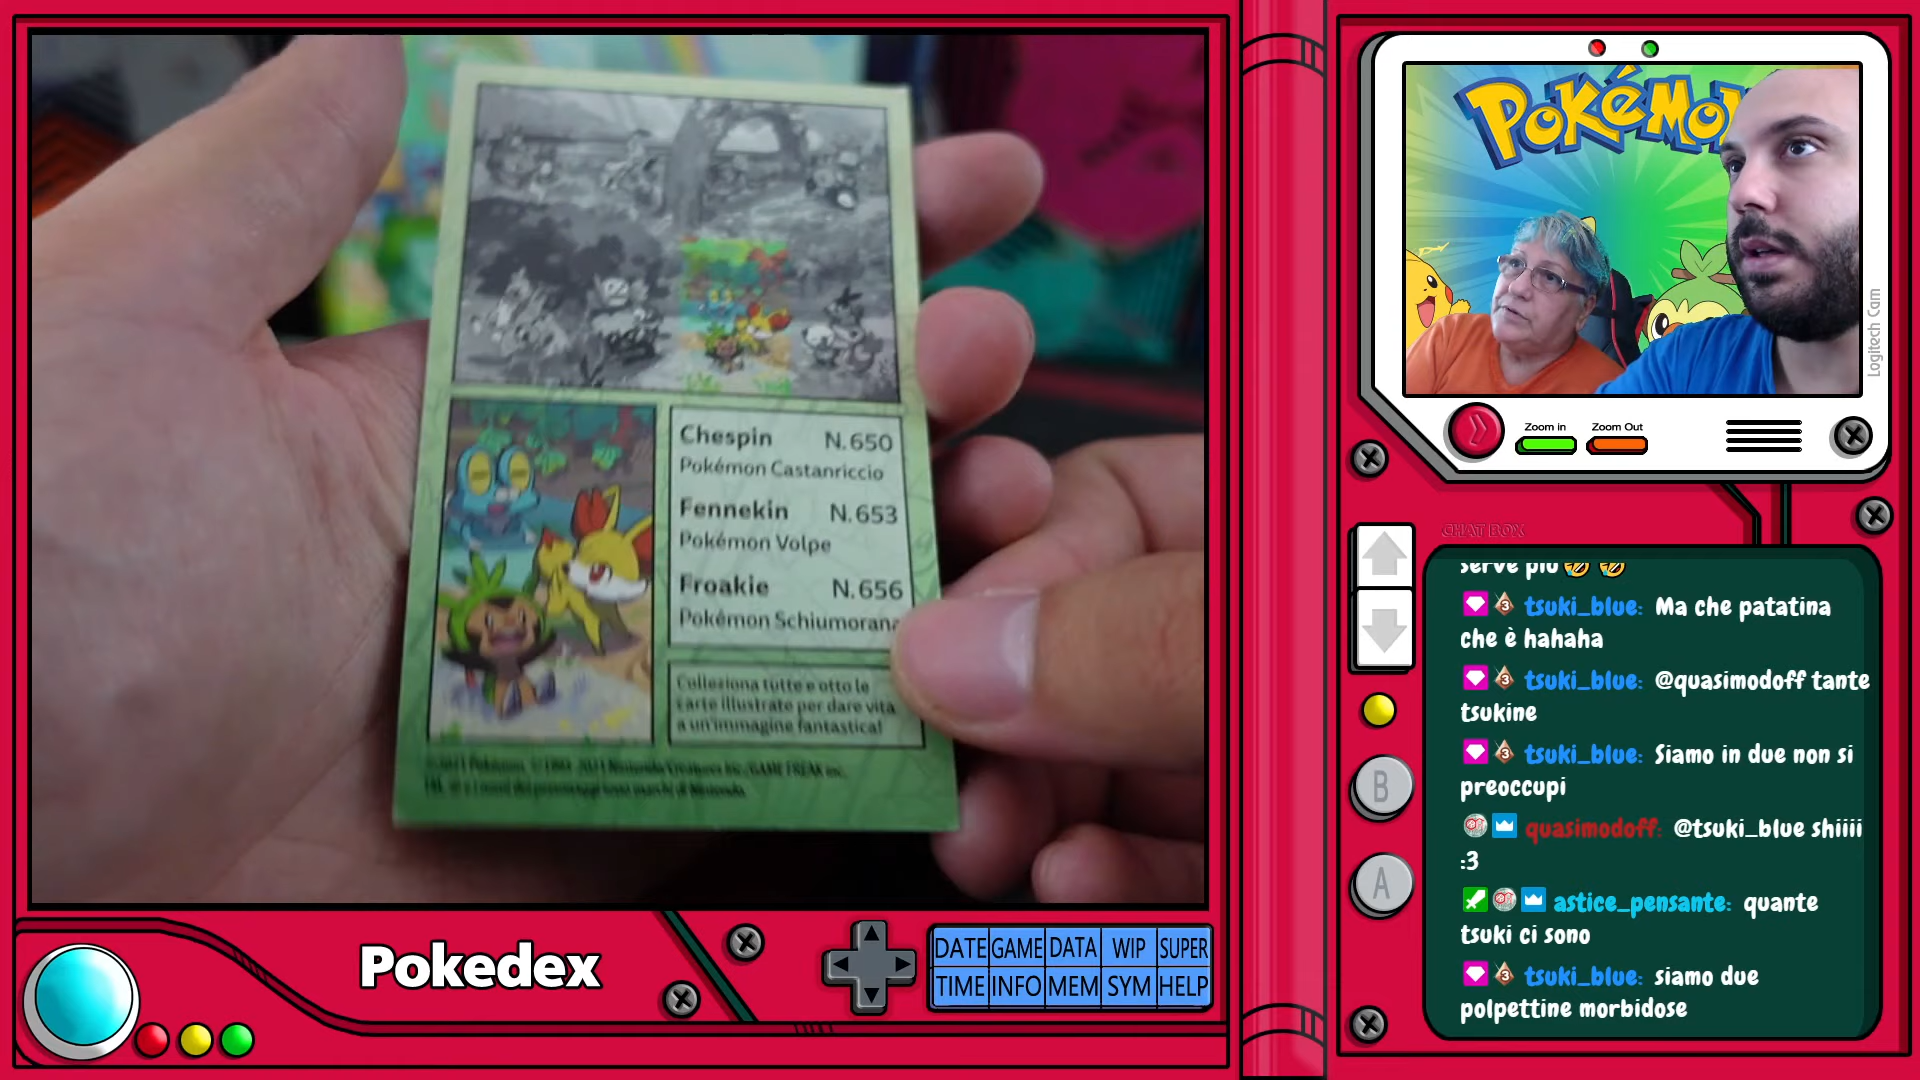 Chespin N.650
Pokémon Castanriccio
Fennekin N.653
Pokémon Volpe
Froakie N.656
Pokémon Schiumorana
Colleziona tutte e otto le
carte illustrate per dare vita
a un'immagine fantastica!
POKéMON
Logitech Cam
Zoom in Zoom Out
CHAT BOX
serve più
tsuki_blue: Ma che patatina
che è hahaha
tsuki_blue: @quasimodoff tante
tsukine
tsuki_blue: Siamo in due non si
preoccupi
quasimodoff: @tsuki_blue shiiii
:3
astice_pensante: quante
tsuki ci sono
tsuki_blue: siamo due
polpettine morbidose
B
A
Pokedex
DATE GAME DATA WIP SUPER
TIME INFO MEM SYM HELP